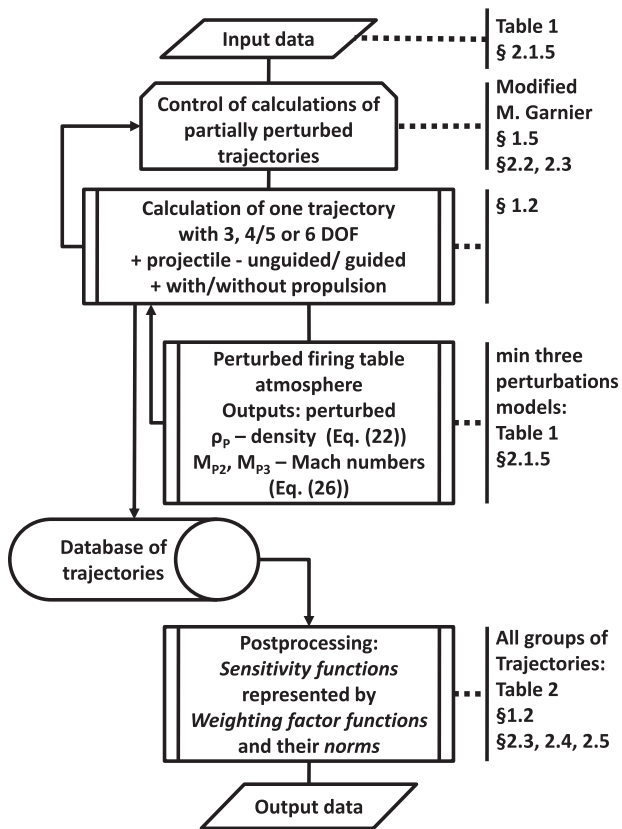 Input data
Table 1
§ 2.1.5
Control of calculations of
partially perturbed
trajectories
Modified
M. Garnier
§ 1.5
§2.2, 2.3
Calculation of one trajectory
with 3, 4/5 or 6 DOF
+ projectile - unguided/ guided
+ with/without propulsion
§ 1.2
Perturbed firing table
atmosphere
Outputs: perturbed
ρP – density (Eq. (22))
MP2, MP3 – Mach numbers
(Eq. (26))
min three
perturbations
models:
Table 1
§2.1.5
Database of
trajectories
Postprocessing:
Sensitivity functions
represented by
Weighting factor functions
and their norms
All groups of
Trajectories:
Table 2
§1.2
§2.3, 2.4, 2.5
Output data